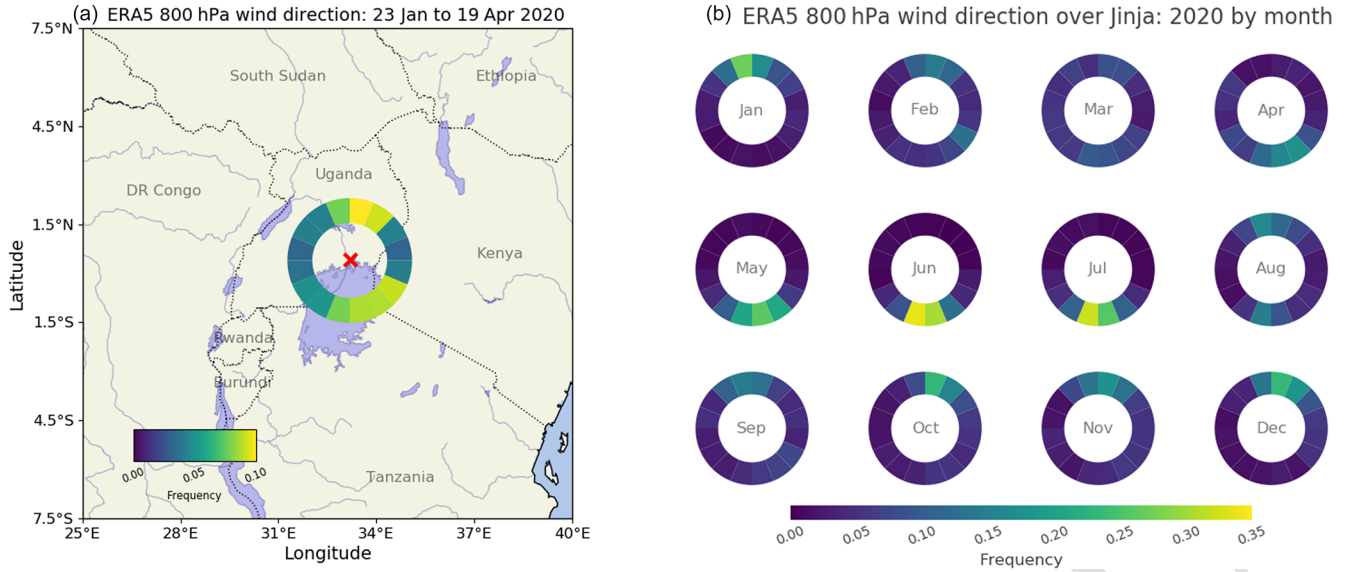 (a) ERA5 800 hPa wind direction: 23 Jan to 19 Apr 2020
7.5°N
4.5°N
1.5°N
1.5°S
4.5°S
7.5°S
Latitude
South Sudan
Ethiopia
Uganda
DR Congo
Kenya
Rwanda
Burundi
Tanzania
0.00 0.05 0.10
Frequency
25°E 28°E 31°E 34°E 37°E 40°E
Longitude
(b) ERA5 800 hPa wind direction over Jinja: 2020 by month
Jan Feb Mar Apr
May Jun Jul Aug
Sep Oct Nov Dec
0.00 0.05 0.10 0.15 0.20 0.25 0.30 0.35
Frequency